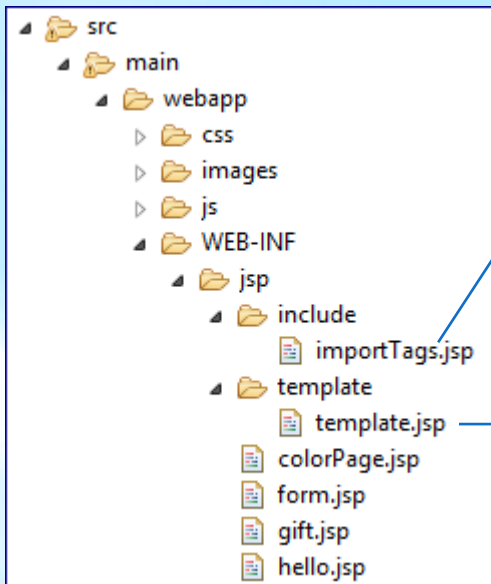 src
main
webapp
css
images
js
WEB-INF
jsp
include
importTags.jsp
template
template.jsp
colorPage.jsp
form.jsp
gift.jsp
hello.jsp